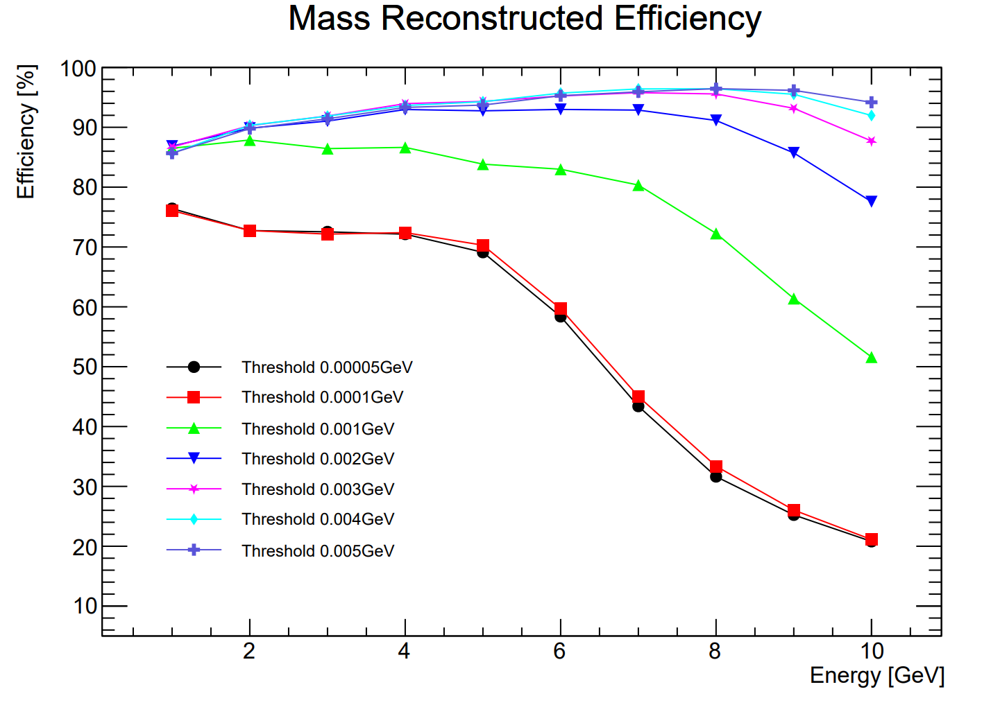 Mass Reconstructed Efficiency
Efficiency [%]
100
90
80
70
60
50
40
30
20
10
Threshold 0.00005GeV
Threshold 0.0001GeV
Threshold 0.001GeV
Threshold 0.002GeV
Threshold 0.003GeV
Threshold 0.004GeV
Threshold 0.005GeV
2 4 6 8 10
Energy [GeV]